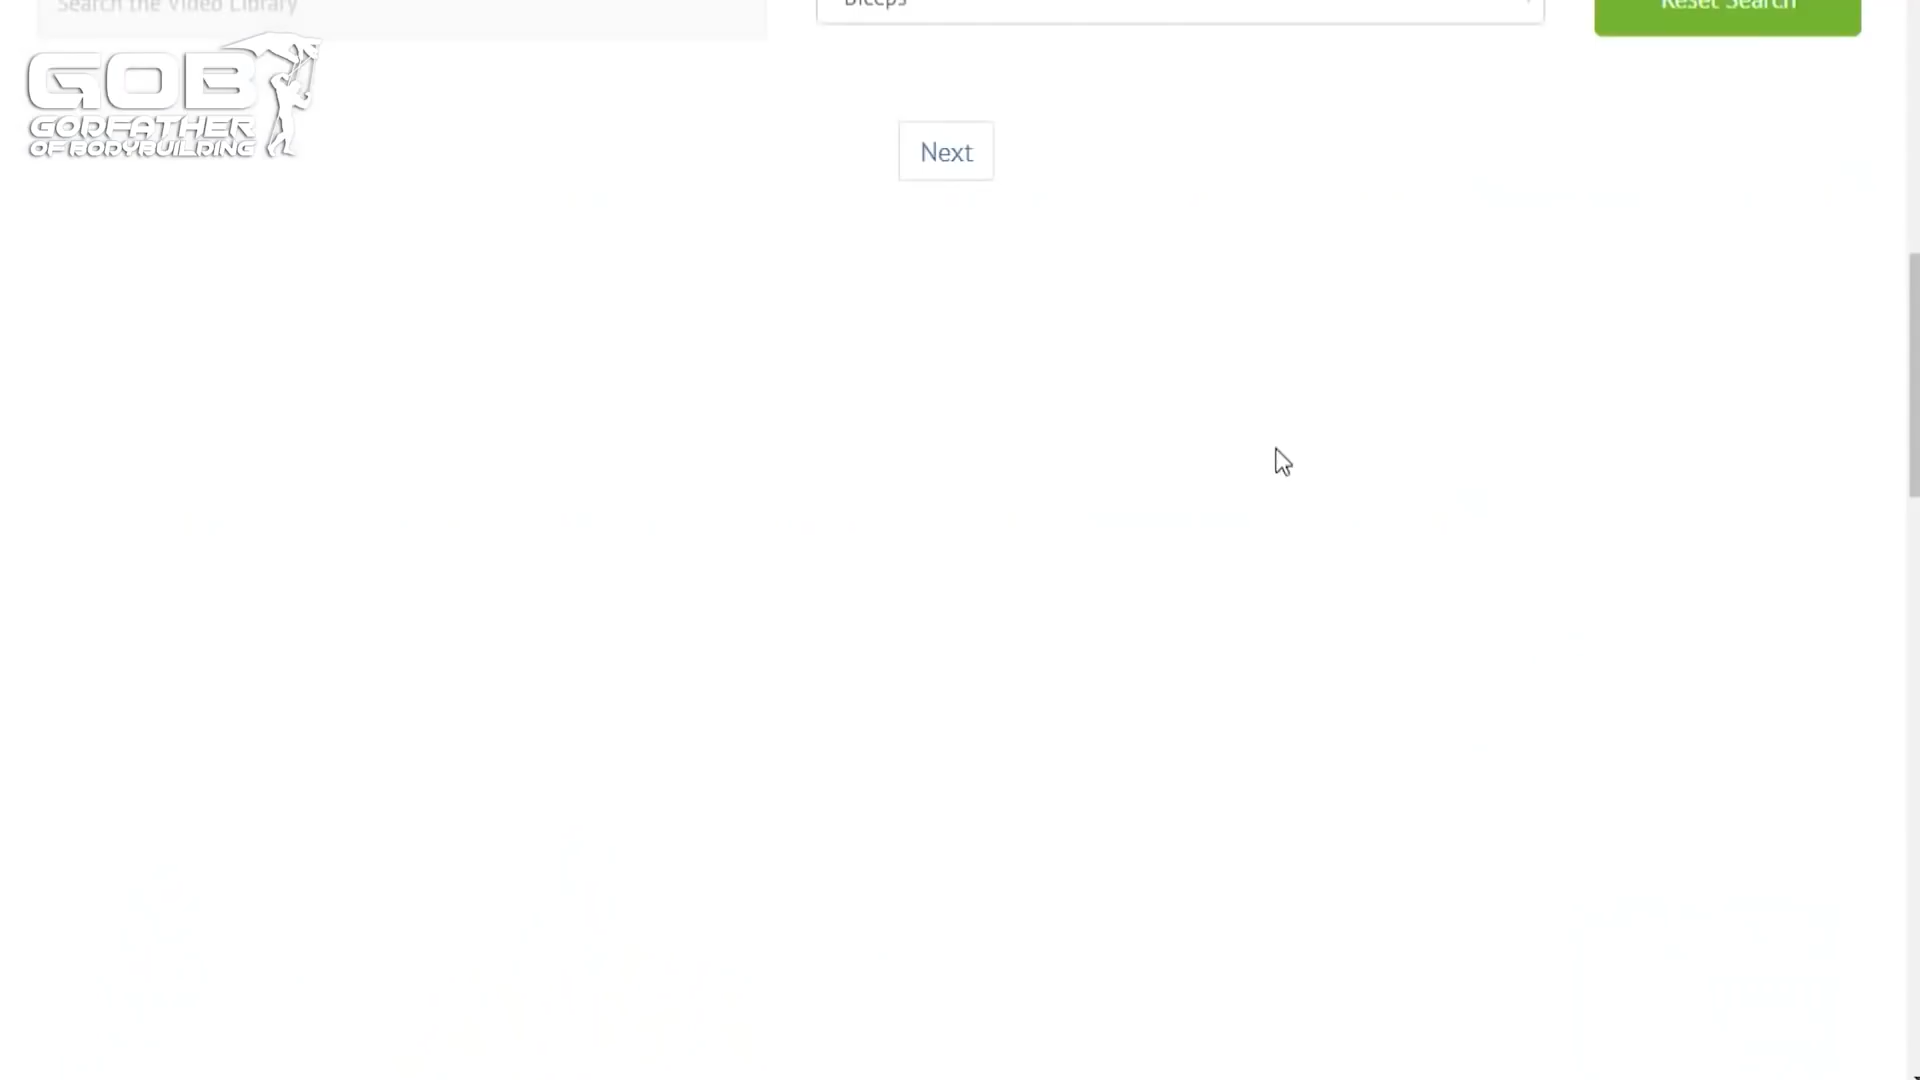 Search the Video Library
Biceps
Reset Search
GOB
GODFATHER
OF BODYBUILDING
Next